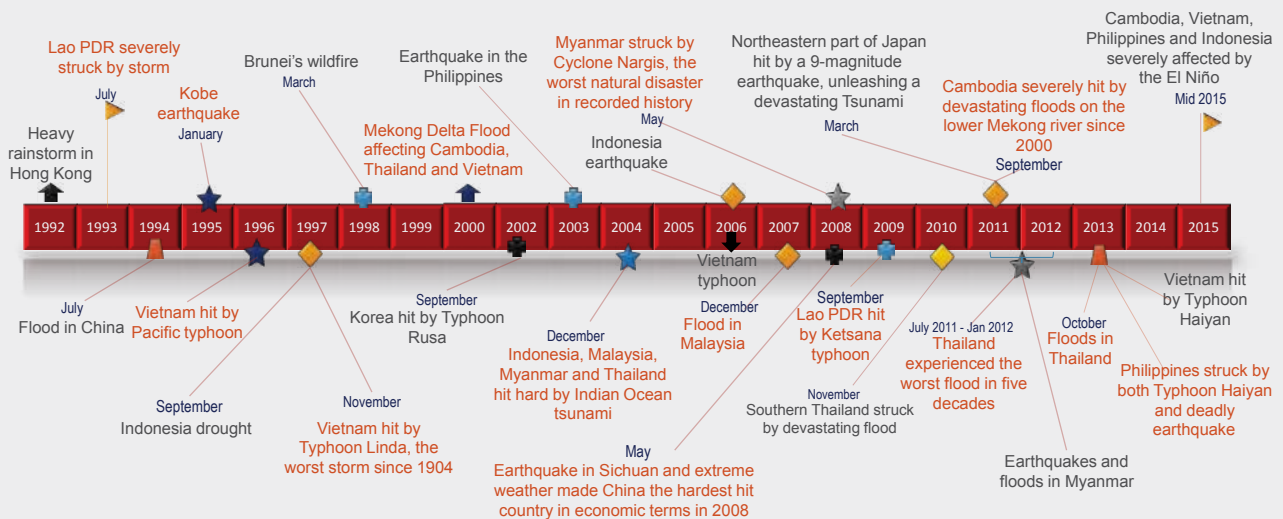 Lao PDR severely
struck by storm
July
Kobe
earthquake
January
Heavy
rainstorm in
Hong Kong
Brunei's wildfire
March
Mekong Delta Flood
affecting Cambodia,
Thailand and Vietnam
Earthquake in the
Philippines
Myanmar struck by
Cyclone Nargis, the
worst natural disaster
in recorded history
May
Indonesia
earthquake
Northeastern part of Japan
hit by a 9-magnitude
earthquake, unleashing a
devastating Tsunami
March
Cambodia severely hit by
devastating floods on the
lower Mekong river since
2000
September
Cambodia, Vietnam,
Philippines and Indonesia
severely affected by
the El Niño
Mid 2015
1992 1993 1994 1995 1996 1997 1998 1999 2000 2002 2003 2004 2005 2006 2007 2008 2009 2010 2011 2012 2013 2014 2015
July
Flood in China
Vietnam hit by
Pacific typhoon
September
Indonesia drought
November
Vietnam hit by
Typhoon Linda, the
worst storm since 1904
September
Korea hit by Typhoon
Rusa
December
Indonesia, Malaysia,
Myanmar and Thailand
hit hard by Indian Ocean
tsunami
Vietnam
typhoon
December
Flood in
Malaysia
May
Earthquake in Sichuan and extreme
weather made China the hardest hit
country in economic terms in 2008
September
Lao PDR hit
by Ketsana
typhoon
November
Southern Thailand struck
by devastating flood
July 2011 - Jan 2012
Thailand
experienced the
worst flood in five
decades
Earthquakes and
floods in Myanmar
October
Floods in
Thailand
Philippines struck by
both Typhoon Haiyan
and deadly
earthquake
Vietnam hit
by Typhoon
Haiyan